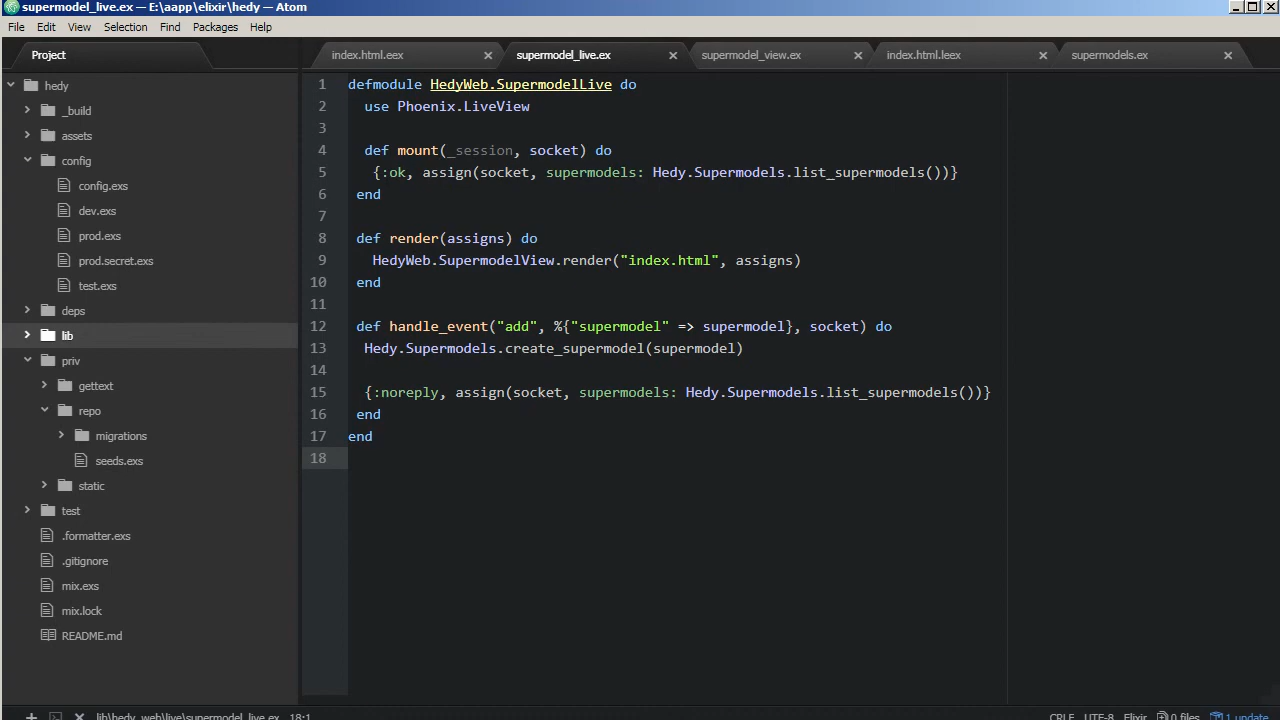 supermodel_live.ex — E:\aapp\elixir\hedy — Atom
File Edit View Selection Find Packages Help
Project
index.html.eex
supermodel_live.ex
supermodel_view.ex
index.html.leex
supermodels.ex
hedy
_build
assets
config
config.exs
dev.exs
prod.exs
prod.secret.exs
test.exs
deps
lib
priv
gettext
repo
migrations
seeds.exs
static
test
.formatter.exs
.gitignore
mix.exs
mix.lock
README.md
1 defmodule HedyWeb.SupermodelLive do
2 use Phoenix.LiveView
3
4 def mount(_session, socket) do
5 {:ok, assign(socket, supermodels: Hedy.Supermodels.list_supermodels())}
6 end
7
8 def render(assigns) do
9 HedyWeb.SupermodelView.render("index.html", assigns)
10 end
11
12 def handle_event("add", %{"supermodel" => supermodel}, socket) do
13 Hedy.Supermodels.create_supermodel(supermodel)
14
15 {:noreply, assign(socket, supermodels: Hedy.Supermodels.list_supermodels())}
16 end
17 end
18
lib\hedy_web\live\supermodel_live.ex 18:1
CRLF UTF-8 Elixir 0 files 1 update